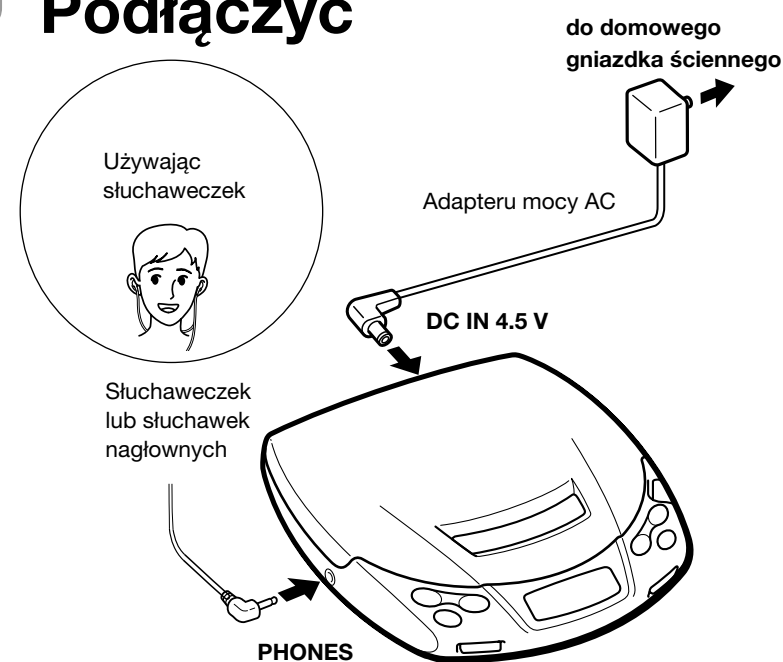 Podłączyć
do domowego
gniazdka ściennego
Używając
słuchaweczek
Adapteru mocy AC
DC IN 4.5 V
Słuchaweczek
lub słuchawek
nagłownych
PHONES